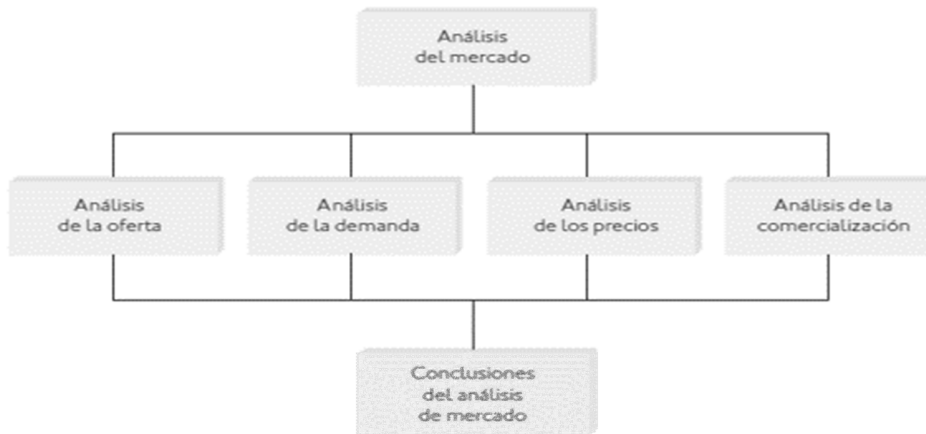 Análisis
del mercado
Análisis
de la oferta
Análisis
de la demanda
Análisis
de los precios
Análisis de la
comercialización
Conclusiones
del análisis
de mercado